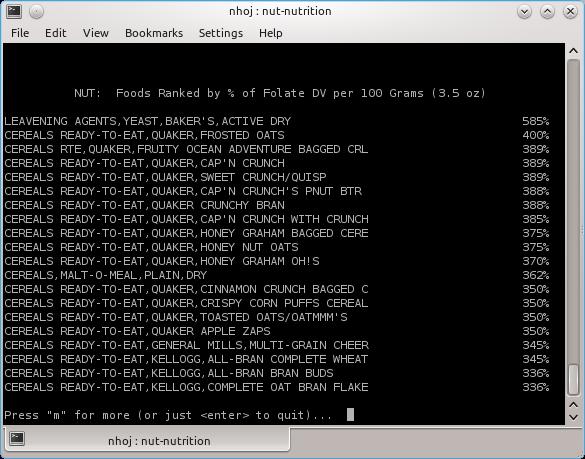 nhoj : nut-nutrition
File Edit View Bookmarks Settings Help
NUT: Foods Ranked by % of Folate DV per 100 Grams (3.5 oz)
LEAVENING AGENTS,YEAST,BAKER'S,ACTIVE DRY 585%
CEREALS READY-TO-EAT,QUAKER,FROSTED OATS 400%
CEREALS RTE,QUAKER,FRUITY OCEAN ADVENTURE BAGGED CRL 389%
CEREALS READY-TO-EAT,QUAKER,CAP'N CRUNCH 389%
CEREALS READY-TO-EAT,QUAKER,SWEET CRUNCH/QUISP 389%
CEREALS READY-TO-EAT,QUAKER,CAP'N CRUNCH'S PNUT BTR 388%
CEREALS READY-TO-EAT,QUAKER CRUNCHY BRAN 388%
CEREALS READY-TO-EAT,QUAKER,CAP'N CRUNCH WITH CRUNCH 385%
CEREALS READY-TO-EAT,QUAKER,HONEY GRAHAM BAGGED CERE 375%
CEREALS READY-TO-EAT,QUAKER,HONEY NUT OATS 375%
CEREALS READY-TO-EAT,QUAKER,HONEY GRAHAM OH!S 370%
CEREALS,MALT-O-MEAL,PLAIN,DRY 362%
CEREALS READY-TO-EAT,QUAKER,CINNAMON CRUNCH BAGGED C 350%
CEREALS READY-TO-EAT,QUAKER,CRISPY CORN PUFFS CEREAL 350%
CEREALS READY-TO-EAT,QUAKER,TOASTED OATS/OATMMM'S 350%
CEREALS READY-TO-EAT,QUAKER APPLE ZAPS 350%
CEREALS READY-TO-EAT,GENERAL MILLS,MULTI-GRAIN CHEER 345%
CEREALS READY-TO-EAT,KELLOGG,ALL-BRAN COMPLETE WHEAT 345%
CEREALS READY-TO-EAT,KELLOGG,ALL-BRAN BRAN BUDS 336%
CEREALS READY-TO-EAT,KELLOGG,COMPLETE OAT BRAN FLAKE 336%
Press "m" for more (or just <enter> to quit)...
nhoj : nut-nutrition